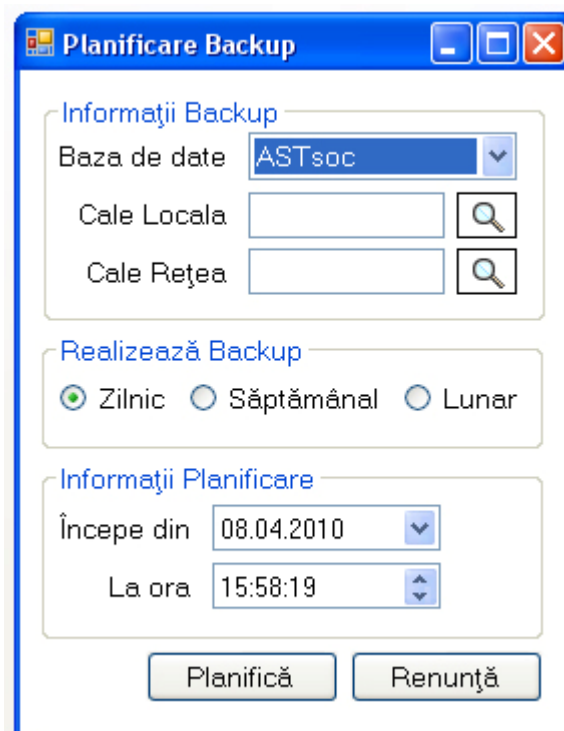 Planificare Backup
Informaţii Backup
Baza de date ASTsoc
Cale Locala
Cale Reţea
Realizează Backup
Zilnic Săptămânal Lunar
Informaţii Planificare
Începe din 08.04.2010
La ora 15:58:19
Planifică Renunţă